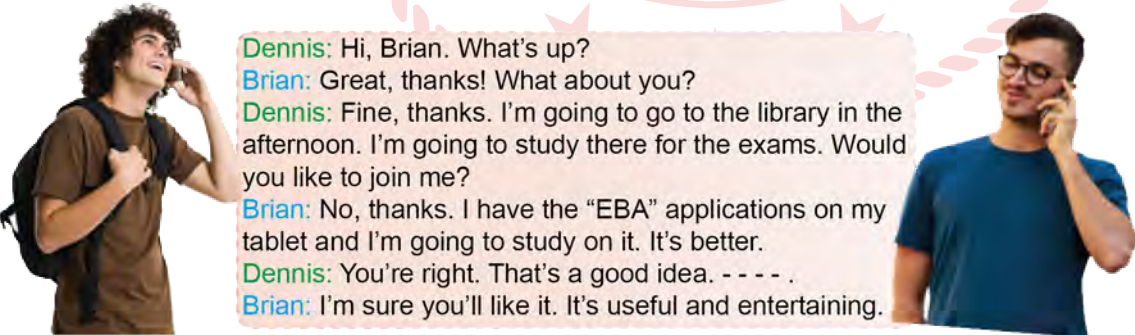 Dennis: Hi, Brian. What's up?
Brian: Great, thanks! What about you?
Dennis: Fine, thanks. I'm going to go to the library in the
afternoon. I'm going to study there for the exams. Would
you like to join me?
Brian: No, thanks. I have the “EBA” applications on my
tablet and I'm going to study on it. It's better.
Dennis: You're right. That's a good idea. - - - - .
Brian: I'm sure you'll like it. It's useful and entertaining.